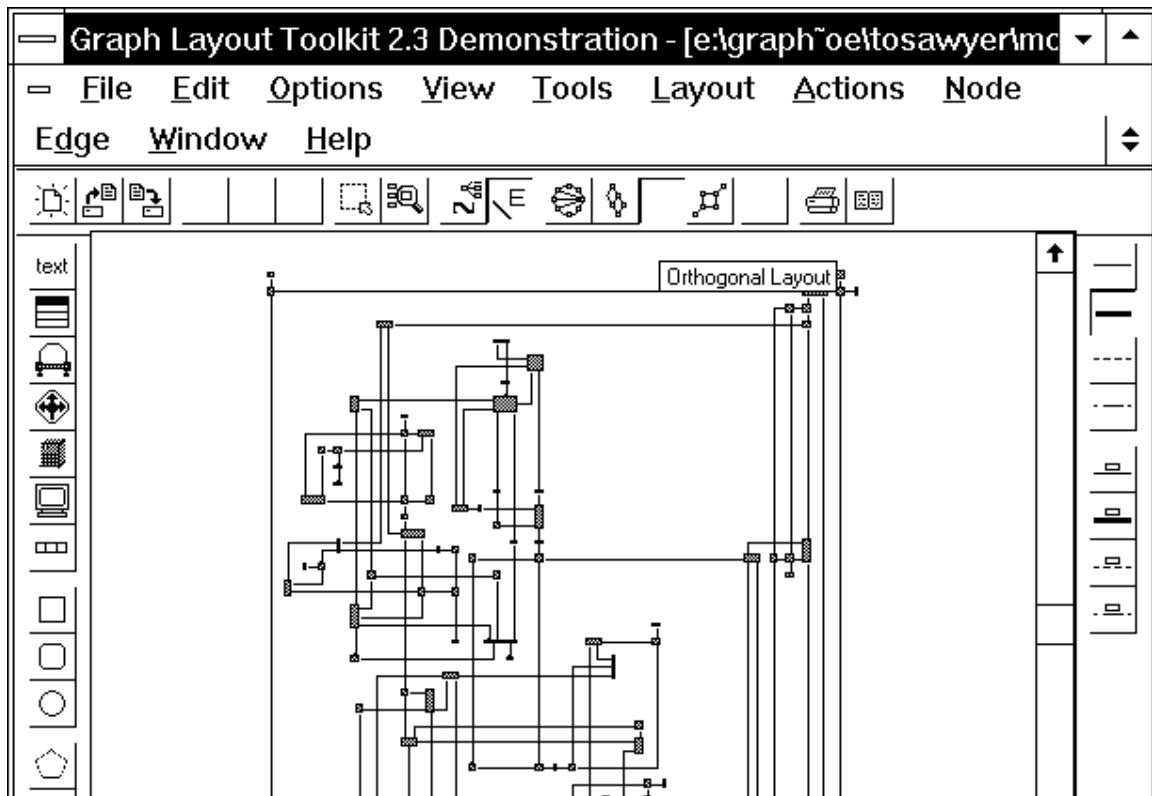 Graph Layout Toolkit 2.3 Demonstration - [e:\graph~oe\tosawyer\mc
File Edit Options View Tools Layout Actions Node
Edge Window Help
E
text
Orthogonal Layout